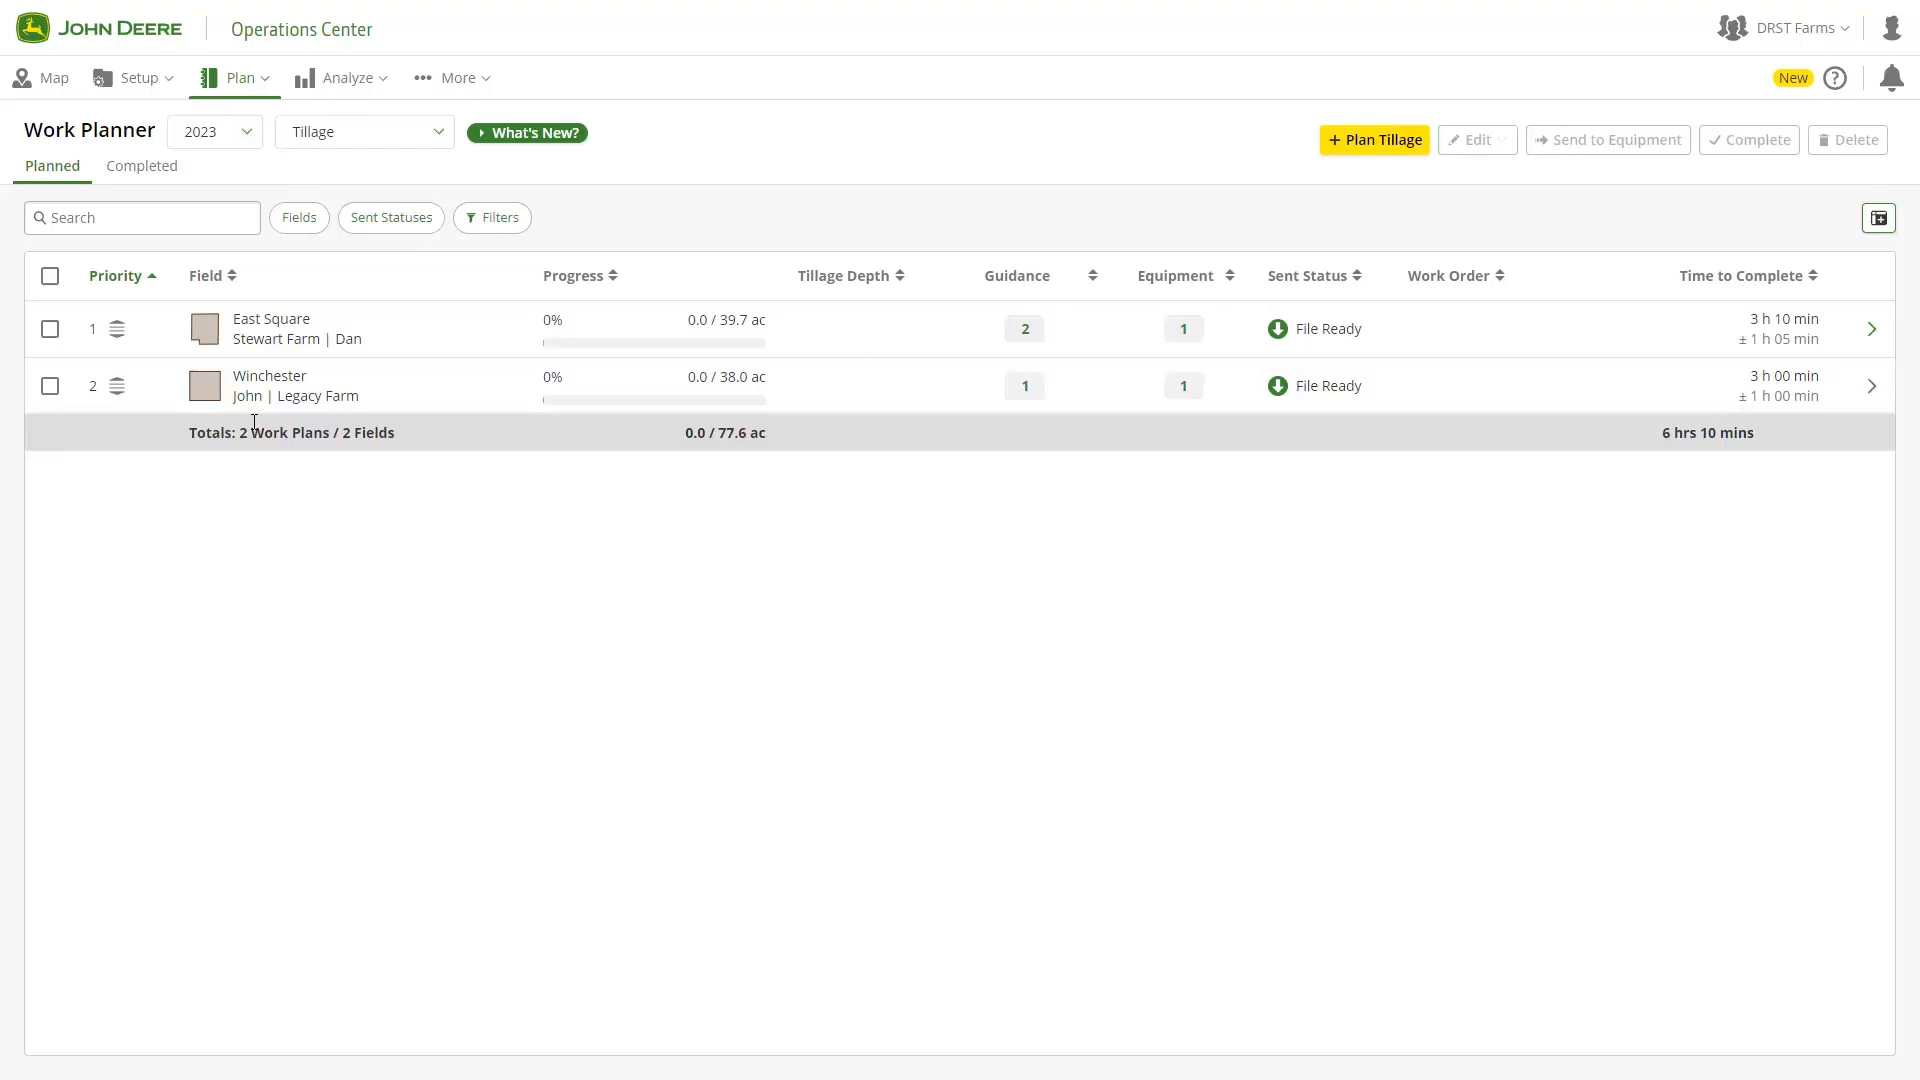 JOHN DEERE Operations Center DRST Farms
Map Setup Plan Analyze More New ?
Work Planner 2023 Tillage What's New? + Plan Tillage Edit Send to Equipment Complete Delete
Planned Completed
Search Fields Sent Statuses Filters
Priority Field Progress Tillage Depth Guidance Equipment Sent Status Work Order Time to Complete
1 East Square 0% 0.0 / 39.7 ac 2 1 File Ready 3 h 10 min
Stewart Farm | Dan ± 1 h 05 min
2 Winchester 0% 0.0 / 38.0 ac 1 1 File Ready 3 h 00 min
John | Legacy Farm ± 1 h 00 min
Totals: 2 Work Plans / 2 Fields 0.0 / 77.6 ac 6 hrs 10 mins